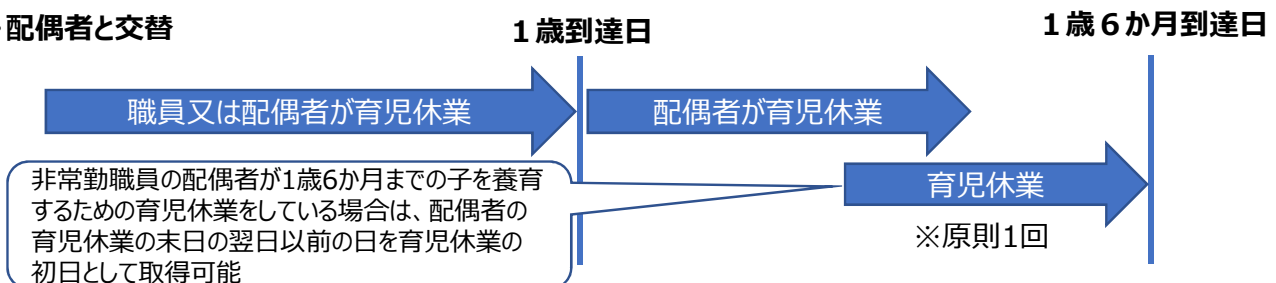 配偶者と交替
1歳到達日
1歳6か月到達日
職員又は配偶者が育児休業
配偶者が育児休業
非常勤職員の配偶者が1歳6か月までの子を養育
するための育児休業をしている場合は、配偶者の
育児休業の末日の翌日以前の日を育児休業の
初日として取得可能
育児休業
※原則1回